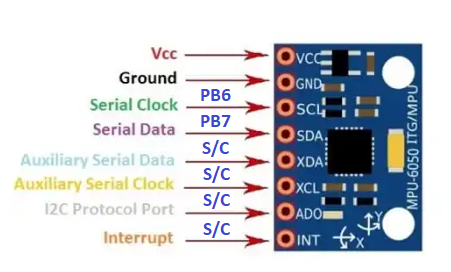 Vcc VCC
Ground GND
Serial Clock PB6 SCL
Serial Data PB7 SDA
Auxiliary Serial Data S/C XDA
Auxiliary Serial Clock S/C XCL
I2C Protocol Port S/C ADO
Interrupt S/C INT
MPU-6050 ITG/MPU
Y
X